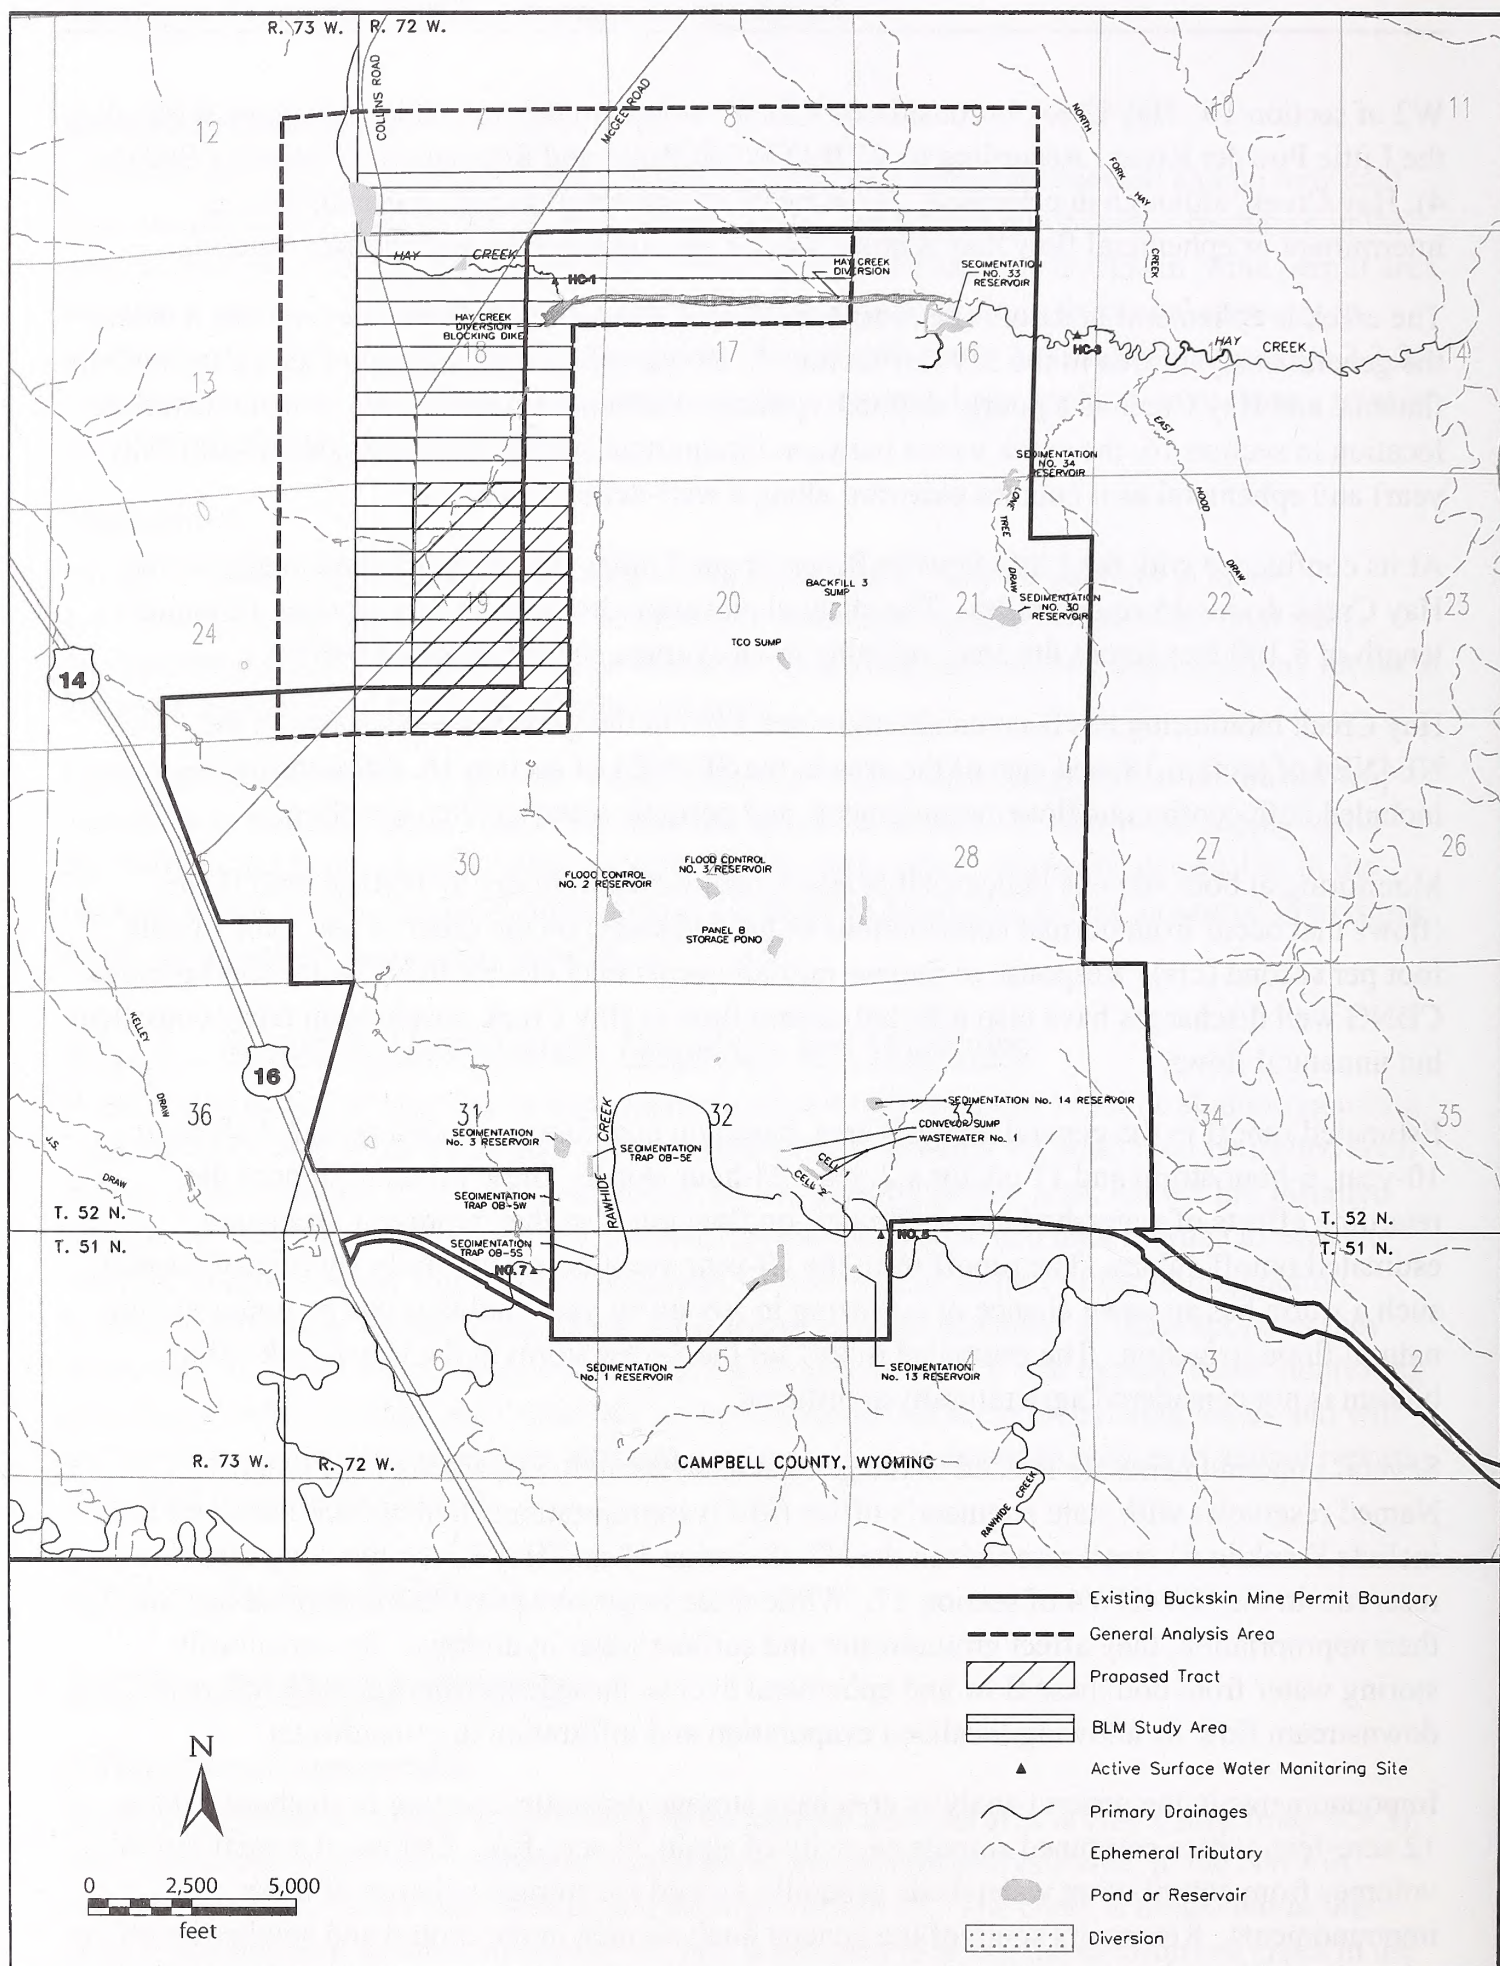 R. 73 W.
R. 72 W.
COLLINS ROAD
McGEE ROAD
12
7
8
9
10
11
NORTH
FORK
HAY
CREEK
HAY
CREEK
HC-1
HAY CREEK
DIVERSION
SEDIMENTATION
NO. 33
RESERVOIR
HAY CREEK
DIVERSION
BLOCKING DIKE
13
18
17
16
HC-3
HAY
CREEK
15
14
EAST
HOOD
DRAW
SEDIMENTATION
NO. 34
RESERVOIR
LONE
TREE
DRAW
24
19
20
BACKFILL 3
SUMP
TCO SUMP
21
SEDIMENTATION
NO. 30
RESERVOIR
22
23
14
25
30
29
28
27
26
FLOOD CONTROL
NO. 3 RESERVOIR
FLOOD CONTROL
NO. 2 RESERVOIR
PANEL B
STORAGE POND
KELLEY
DRAW
16
36
31
32
33
34
35
SEDIMENTATION No. 14 RESERVOIR
CONVEYOR SUMP
WASTEWATER No. 1
CELL 1
CELL 2
SEDIMENTATION
No. 3 RESERVOIR
RAWHIDE CREEK
SEDIMENTATION
TRAP OB-5E
J.S.
DRAW
SEDIMENTATION
TRAP OB-5W
T. 52 N.
T. 51 N.
T. 52 N.
T. 51 N.
SEDIMENTATION
TRAP OB-5S
NO. 7
1
6
5
4
3
2
SEDIMENTATION
No. 1 RESERVOIR
SEDIMENTATION
No. 13 RESERVOIR
R. 73 W.
R. 72 W.
CAMPBELL COUNTY, WYOMING
RAWHIDE CREEK
Existing Buckskin Mine Permit Boundary
General Analysis Area
Proposed Tract
BLM Study Area
Active Surface Water Monitoring Site
Primary Drainages
Ephemeral Tributary
Pond or Reservoir
Diversion
N
0 2,500 5,000
feet